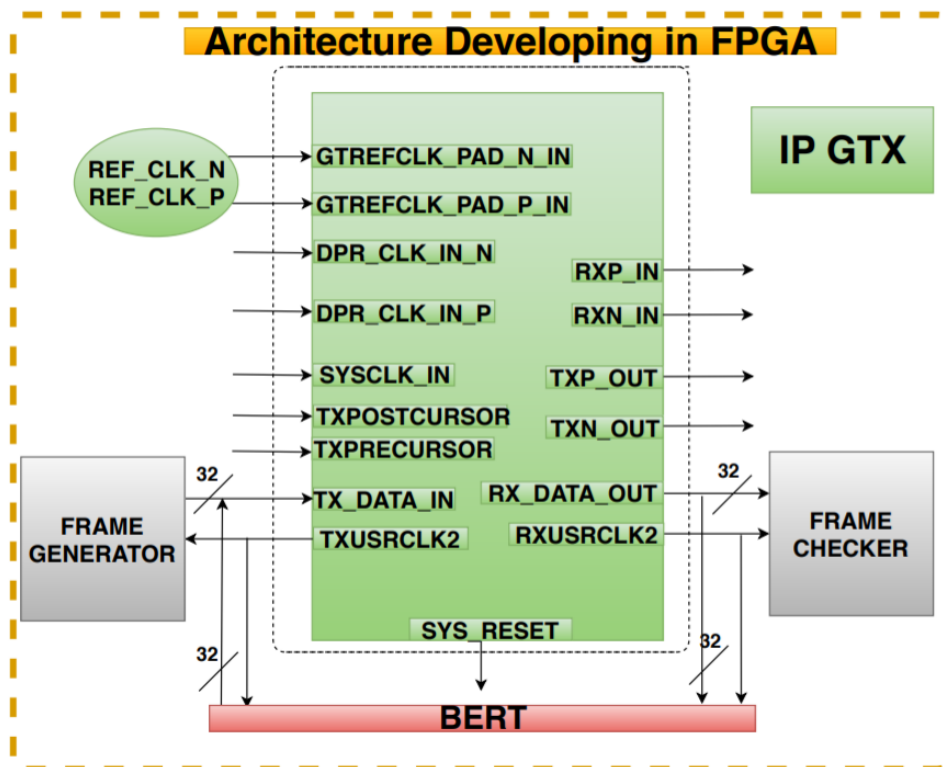 Architecture Developing in FPGA
IP GTX
REF_CLK_N
REF_CLK_P
GTREFCLK_PAD_N_IN
GTREFCLK_PAD_P_IN
DPR_CLK_IN_N
DPR_CLK_IN_P
SYSCLK_IN
TXPOSTCURSOR
TXPRECURSOR
TX_DATA_IN
TXUSRCLK2
RXP_IN
RXN_IN
TXP_OUT
TXN_OUT
RX_DATA_OUT
RXUSRCLK2
SYS_RESET
32
FRAME
GENERATOR
32
32
FRAME
CHECKER
32
BERT